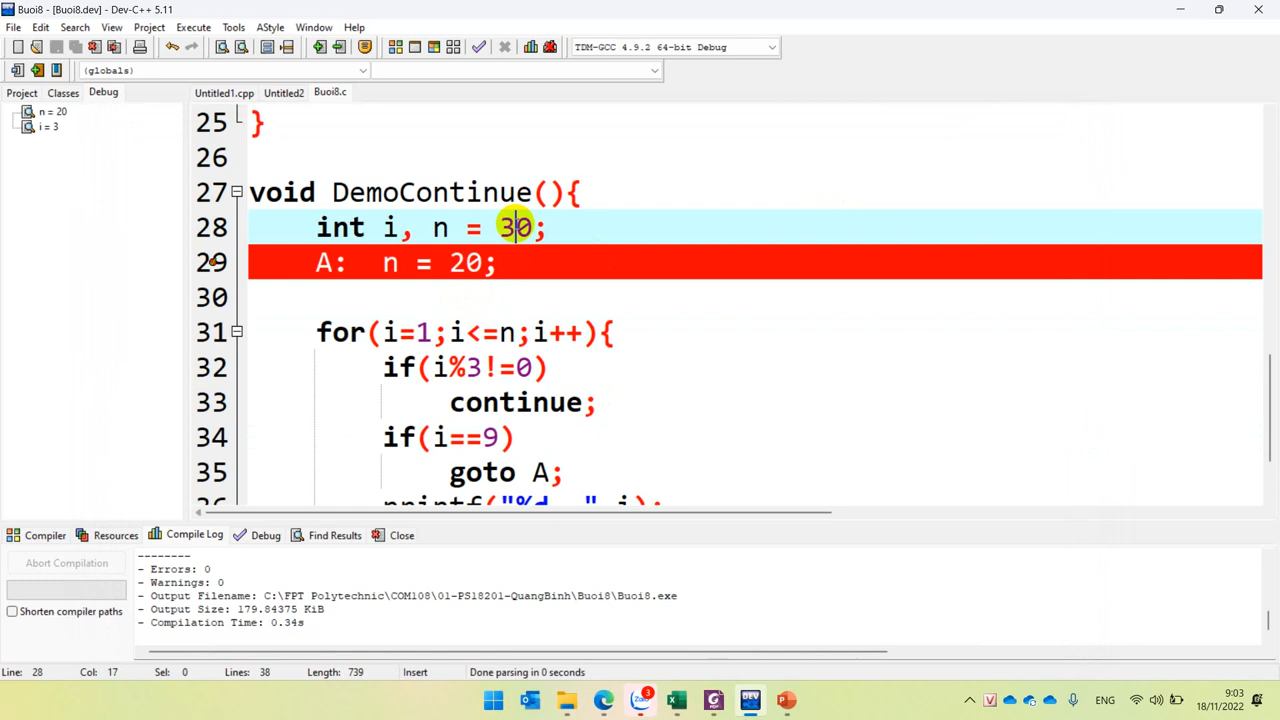 Buoi8 - [Buoi8.dev] - Dev-C++ 5.11
File Edit Search View Project Execute Tools AStyle Window Help
TDM-GCC 4.9.2 64-bit Debug
(globals)
Project Classes Debug
Untitled1.cpp Untitled2 Buoi8.c
n = 20
i = 3
25 }
26
27 void DemoContinue(){
28 int i, n = 30;
29 A: n = 20;
30
31 for(i=1;i<=n;i++){
32 if(i%3!=0)
33 continue;
34 if(i==9)
35 goto A;
36 printf("%d, ",i);
Compiler Resources Compile Log Debug Find Results Close
Abort Compilation
Shorten compiler paths
--------
- Errors: 0
- Warnings: 0
- Output Filename: C:\FPT Polytechnic\COM108\01-PS18201-QuangBinh\Buoi8\Buoi8.exe
- Output Size: 179.84375 KiB
- Compilation Time: 0.34s
Line: 28 Col: 17 Sel: 0 Lines: 38 Length: 739 Insert Done parsing in 0 seconds
Zalo 3
DEV
ENG
9:03
18/11/2022